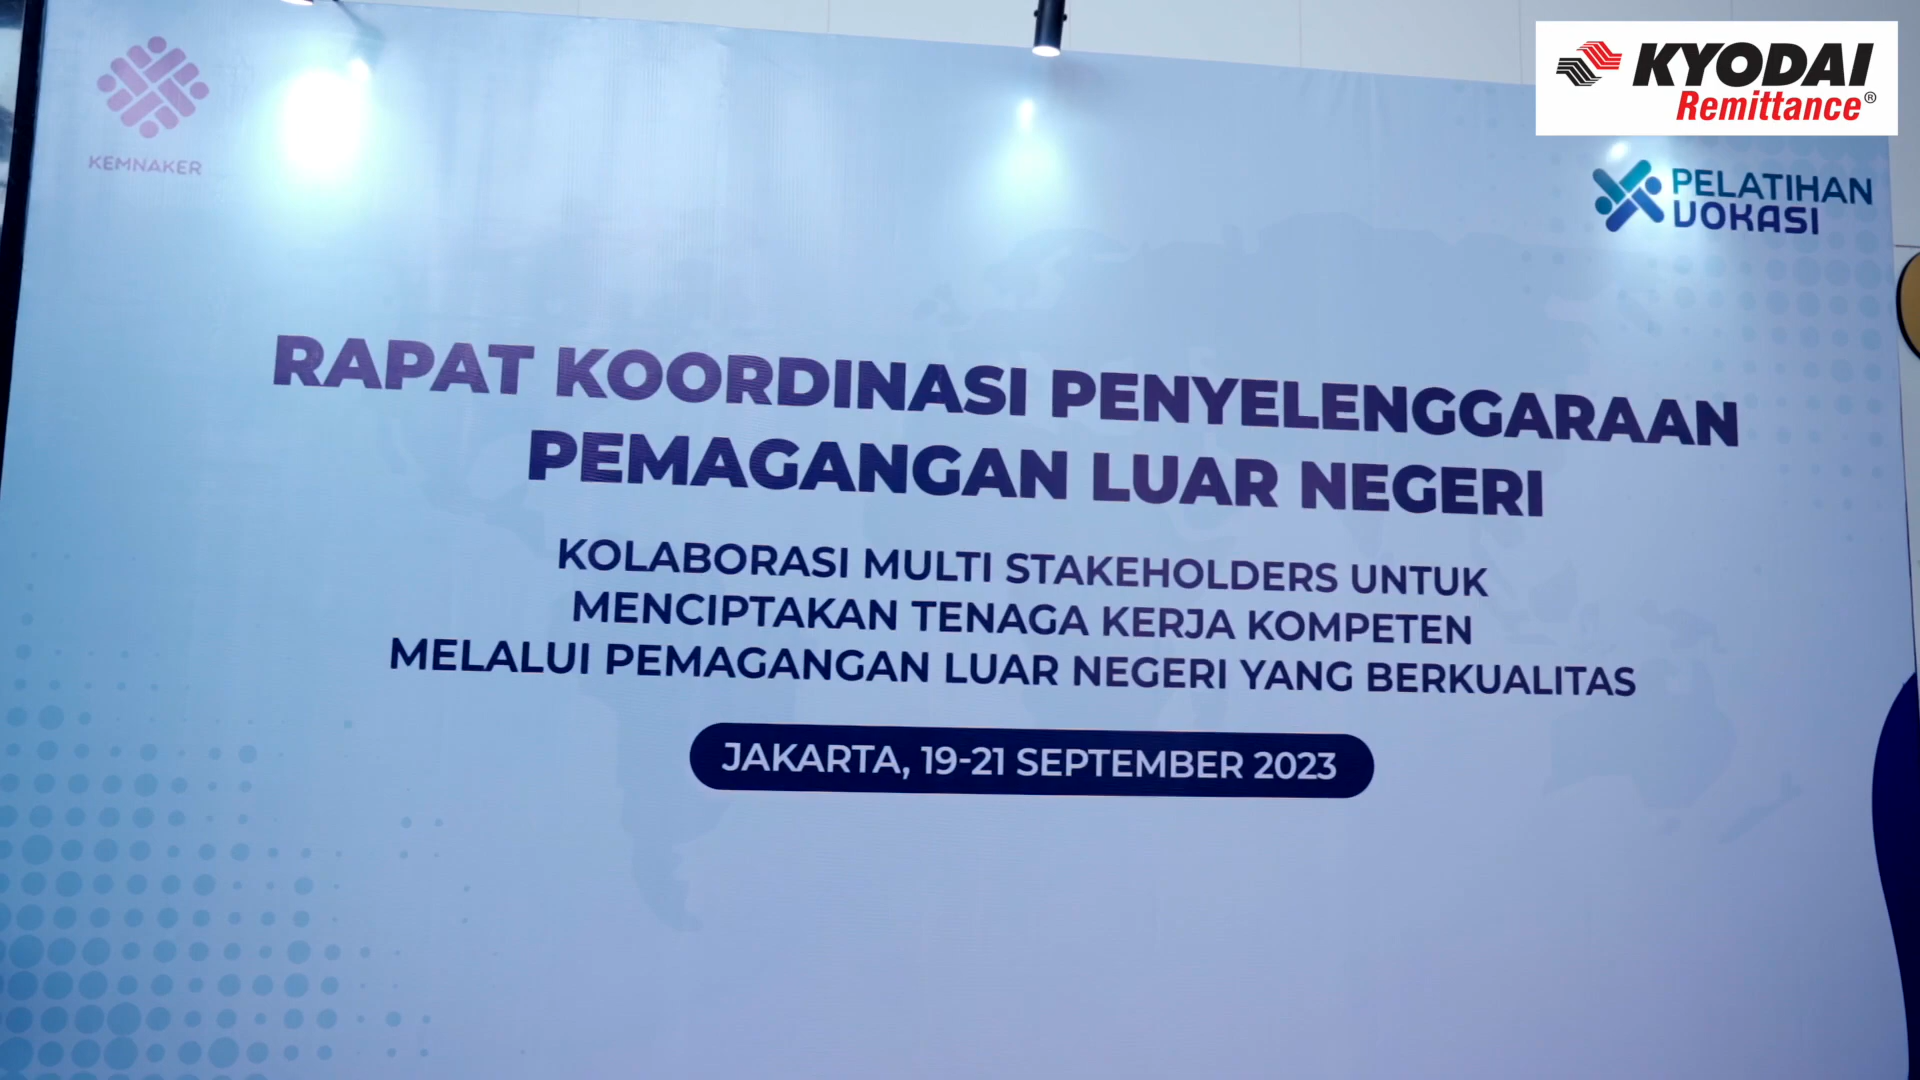 KYODAI
Remittance®
KEMNAKER
PELATIHAN
VOKASI
RAPAT KOORDINASI PENYELENGGARAAN
PEMAGANGAN LUAR NEGERI
KOLABORASI MULTI STAKEHOLDERS UNTUK
MENCIPTAKAN TENAGA KERJA KOMPETEN
MELALUI PEMAGANGAN LUAR NEGERI YANG BERKUALITAS
JAKARTA, 19-21 SEPTEMBER 2023